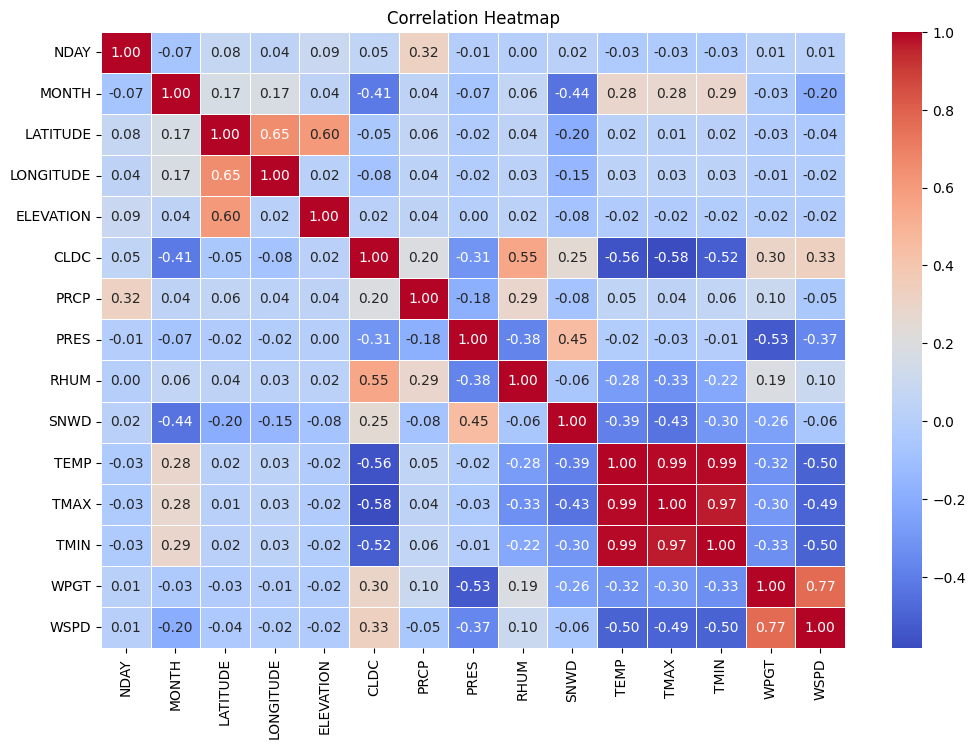 Correlation Heatmap
NDAY 1.00 -0.07 0.08 0.04 0.09 0.05 0.32 -0.01 0.00 0.02 -0.03 -0.03 -0.03 0.01 0.01
MONTH -0.07 1.00 0.17 0.17 0.04 -0.41 0.04 -0.07 0.06 -0.44 0.28 0.28 0.29 -0.03 -0.20
LATITUDE 0.08 0.17 1.00 0.65 0.60 -0.05 0.06 -0.02 0.04 -0.20 0.02 0.01 0.02 -0.03 -0.04
LONGITUDE 0.04 0.17 0.65 1.00 0.02 -0.08 0.04 -0.02 0.03 -0.15 0.03 0.03 0.03 -0.01 -0.02
ELEVATION 0.09 0.04 0.60 0.02 1.00 0.02 0.04 0.00 0.02 -0.08 -0.02 -0.02 -0.02 -0.02 -0.02
CLDC 0.05 -0.41 -0.05 -0.08 0.02 1.00 0.20 -0.31 0.55 0.25 -0.56 -0.58 -0.52 0.30 0.33
PRCP 0.32 0.04 0.06 0.04 0.04 0.20 1.00 -0.18 0.29 -0.08 0.05 0.04 0.06 0.10 -0.05
PRES -0.01 -0.07 -0.02 -0.02 0.00 -0.31 -0.18 1.00 -0.38 0.45 -0.02 -0.03 -0.01 -0.53 -0.37
RHUM 0.00 0.06 0.04 0.03 0.02 0.55 0.29 -0.38 1.00 -0.06 -0.28 -0.33 -0.22 0.19 0.10
SNWD 0.02 -0.44 -0.20 -0.15 -0.08 0.25 -0.08 0.45 -0.06 1.00 -0.39 -0.43 -0.30 -0.26 -0.06
TEMP -0.03 0.28 0.02 0.03 -0.02 -0.56 0.05 -0.02 -0.28 -0.39 1.00 0.99 0.99 -0.32 -0.50
TMAX -0.03 0.28 0.01 0.03 -0.02 -0.58 0.04 -0.03 -0.33 -0.43 0.99 1.00 0.97 -0.30 -0.49
TMIN -0.03 0.29 0.02 0.03 -0.02 -0.52 0.06 -0.01 -0.22 -0.30 0.99 0.97 1.00 -0.33 -0.50
WPGT 0.01 -0.03 -0.03 -0.01 -0.02 0.30 0.10 -0.53 0.19 -0.26 -0.32 -0.30 -0.33 1.00 0.77
WSPD 0.01 -0.20 -0.04 -0.02 -0.02 0.33 -0.05 -0.37 0.10 -0.06 -0.50 -0.49 -0.50 0.77 1.00
NDAY MONTH LATITUDE LONGITUDE ELEVATION CLDC PRCP PRES RHUM SNWD TEMP TMAX TMIN WPGT WSPD
1.0
0.8
0.6
0.4
0.2
0.0
−0.2
−0.4